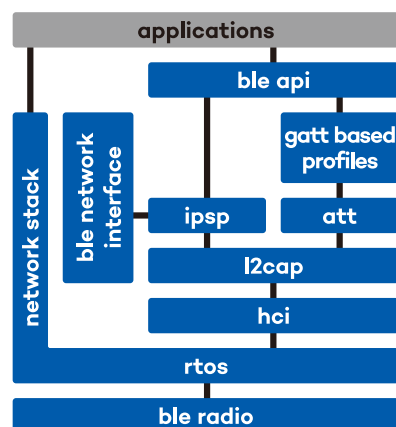 applications
ble api
gatt based
profiles
network stack
ble network
interface
ipsp
att
l2cap
hci
rtos
ble radio